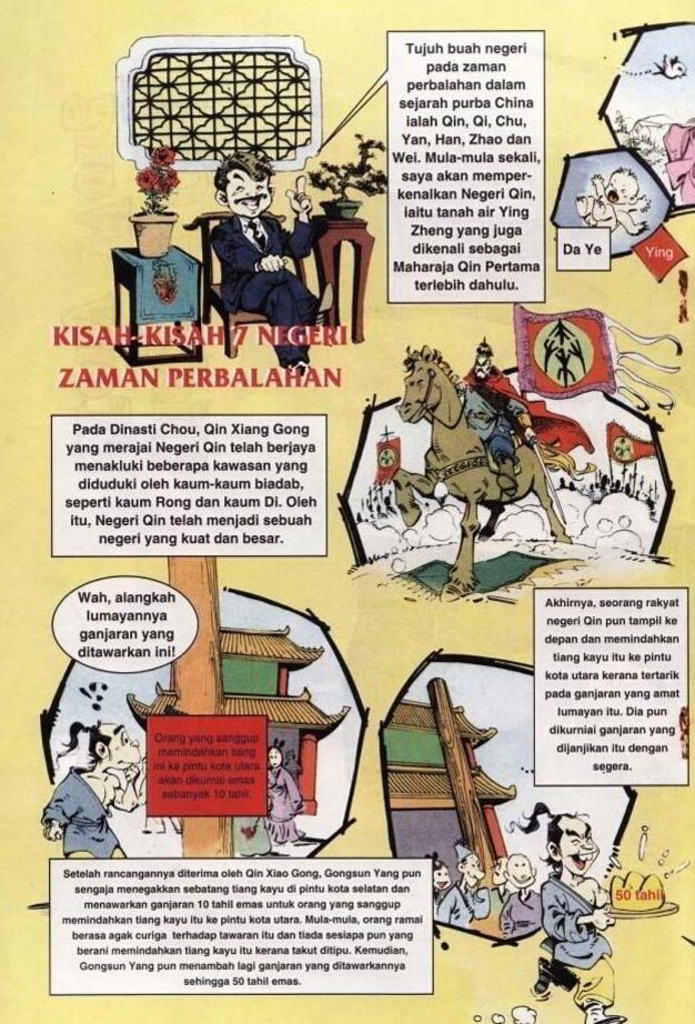 Tujuh buah negeri
pada zaman
perbalahan dalam
sejarah purba China
ialah Qin, Qi, Chu,
Yan, Han, Zhao dan
Wei. Mula-mula sekali,
saya akan memper-
kenalkan Negeri Qin,
iaitu tanah air Ying
Zheng yang juga
dikenali sebagai
Maharaja Qin Pertama
terlebih dahulu.
Da Ye
Ying
KISAH-KISAH 7 NEGERI
ZAMAN PERBALAHAN
Pada Dinasti Chou, Qin Xiang Gong
yang merajai Negeri Qin telah berjaya
menakluki beberapa kawasan yang
diduduki oleh kaum-kaum biadab,
seperti kaum Rong dan kaum Di. Oleh
itu, Negeri Qin telah menjadi sebuah
negeri yang kuat dan besar.
Wah, alangkah
lumayannya
ganjaran yang
ditawarkan ini!
Orang yang sanggup
memindahkan tiang
ini ke pintu kota utara
akan dikurnai emas
sebanyak 10 tahil.
Setelah rancangannya diterima oleh Qin Xiao Gong, Gongsun Yang pun
sengaja menegakkan sebatang tiang kayu di pintu kota selatan dan
menawarkan ganjaran 10 tahil emas untuk orang yang sanggup
memindahkan tiang kayu itu ke pintu kota utara. Mula-mula, orang ramai
berasa agak curiga terhadap tawaran itu dan tiada sesiapa pun yang
berani memindahkan tiang kayu itu kerana takut ditipu. Kemudian,
Gongsun Yang pun menambah lagi ganjaran yang ditawarkannya
sehingga 50 tahil emas.
Akhirnya, seorang rakyat
negeri Qin pun tampil ke
depan dan memindahkan
tiang kayu itu ke pintu
kota utara kerana tertarik
pada ganjaran yang amat
lumayan itu. Dia pun
dikurniai ganjaran yang
dijanjikan itu dengan
segera.
50 tahil